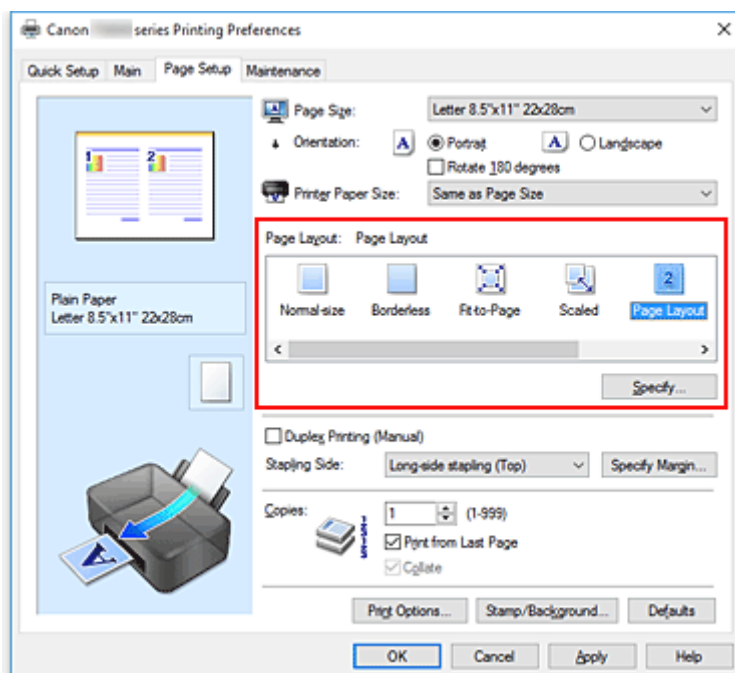 Canon series Printing Preferences
Quick Setup Main Page Setup Maintenance
1 2
Plain Paper
Letter 8.5"x11" 22x28cm
A
Page Size: Letter 8.5"x11" 22x28cm
Orientation: A Portrait A Landscape
Rotate 180 degrees
Printer Paper Size: Same as Page Size
Page Layout: Page Layout
2
Normal-size Borderless Fit-to-Page Scaled Page Layout
Specify...
Duplex Printing (Manual)
Stapling Side: Long-side stapling (Top) Specify Margin...
Copies: 1 (1-999)
Print from Last Page
Collate
Print Options... Stamp/Background... Defaults
OK Cancel Apply Help